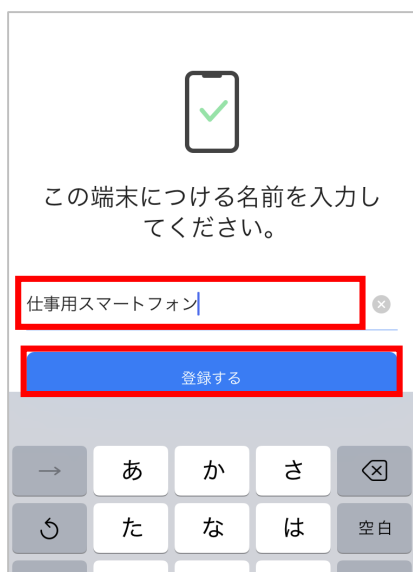 この端末につける名前を入力し
てください。
仕事用スマートフォン
登録する
→ あ か さ
た な は 空白